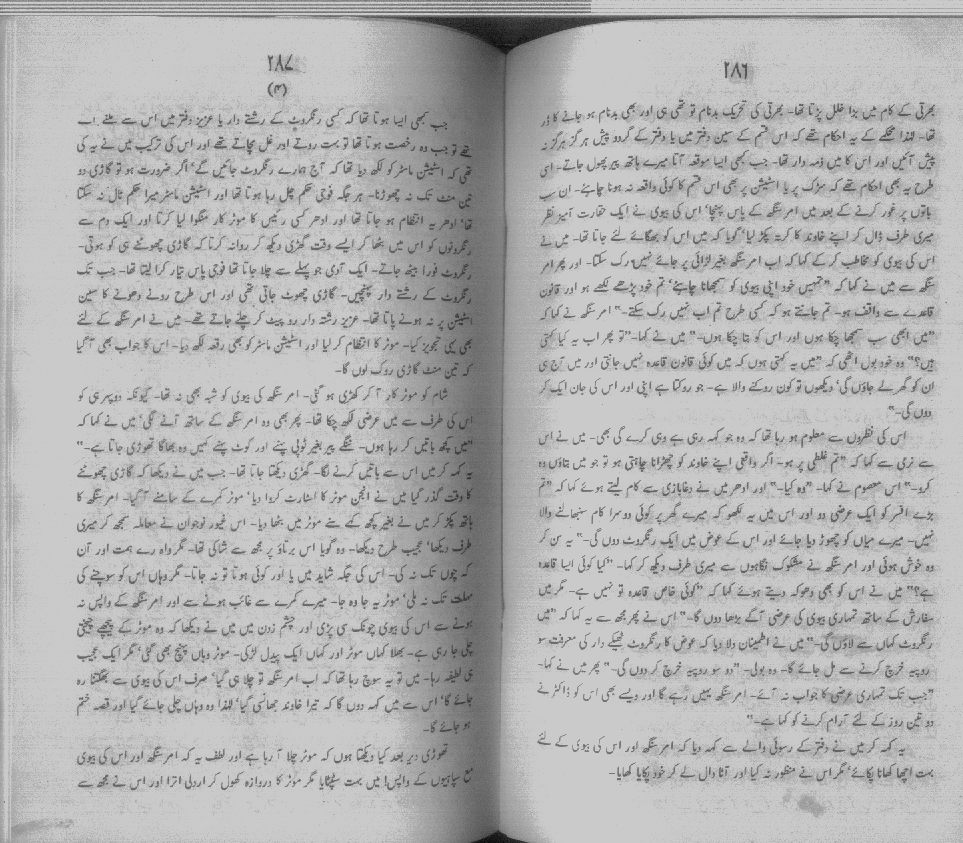 ۲۸۶
بھرتی کے کام میں بڑا خلل پڑتا تھا۔ بھرتی کی تحریک بدنام تو تھی ہی اور بھی بدنام ہو جانے کا ڈر
تھا۔ لہٰذا محکمے کے یہ احکام تھے کہ اس قسم کے سین دفتر میں یا دفتر کے گردو پیش ہرگز ہرگز نہ
پیش آئیں اور اس کا میں ذمہ دار تھا۔ جب کبھی ایسا موقعہ آتا میرے ہاتھ پیر پھول جاتے۔ اسی
طرح یہ بھی احکام تھے کہ سڑک پر یا اسٹیشن پر بھی اس قسم کا کوئی واقعہ نہ ہونا چاہئے۔ ان سب
باتوں پر غور کرنے کے بعد میں امر سنگھ کے پاس پہنچا‘ اس کی بیوی نے ایک حقارت آمیز نظر
میری طرف ڈال کر اپنے خاوند کا کرتہ پکڑ لیا‘ گویا کہ میں اس کو بھگائے لئے جاتا تھا۔ میں نے
اس کی بیوی کو مخاطب کر کے کہا کہ اب امر سنگھ بغیر لڑائی پر جائے نہیں رک سکتا۔ اور پھر امر
سنگھ سے میں نے کہا کہ ”تمہیں خود اپنی بیوی کو سمجھانا چاہئے‘ تم خود پڑھے لکھے ہو اور قانون
قاعدے سے واقف ہو۔ تم جانتے ہو کہ کسی طرح تم اب نہیں رک سکتے۔“ امر سنگھ نے کہا کہ
”میں ابھی سب سمجھا چکا ہوں اور اس کو بتا چکا ہوں۔“ میں نے کہا۔ ”تو پھر اب یہ کیا کہتی
ہیں؟“ وہ خود بول اٹھی کہ ”میں یہ کہتی ہوں کہ میں کوئی قانون قاعدہ نہیں جانتی اور میں آج ہی
ان کو گھر لے جاؤں گی‘ دیکھوں تو کون روکنے والا ہے۔ جو روکتا ہے اپنی اور اس کی جان ایک کر
دوں گی۔“
اس کی نظروں سے معلوم ہو رہا تھا کہ وہ جو کہہ رہی ہے وہی کرے گی بھی۔ میں نے اس
سے نرمی سے کہا کہ ”تم غلطی پر ہو۔ اگر واقعی اپنے خاوند کو چھڑانا چاہتی ہو تو جو میں بتاؤں وہ
کرو۔“ اس معصوم نے کہا۔ ”وہ کیا۔“ اور ادھر میں نے دغابازی سے کام لیتے ہوئے کہا کہ ”تم
بڑے افسر کو ایک عرضی دو اور اس میں یہ لکھو کہ میرے گھر پر کوئی دوسرا کام سنبھالنے والا
نہیں۔ میرے میاں کو چھوڑ دیا جائے اور اس کے عوض میں ایک رنگروٹ دوں گی۔“ یہ سن کر
وہ خوش ہوئی اور امر سنگھ نے مشکوک نگاہوں سے میری طرف دیکھ کر کہا۔ ”کیا کوئی ایسا قاعدہ
ہے؟“ میں نے اس کو بھی دھوکہ دیتے ہوئے کہا کہ ”کوئی خاص قاعدہ تو نہیں ہے۔ مگر میں
سفارش کے ساتھ تمہاری بیوی کی عرضی آگے بڑھا دوں گا۔“ اس نے پھر مجھ سے یہ کہا کہ ”میں
رنگروٹ کہاں سے لاؤں گی۔“ میں نے اطمینان دلا دیا کہ عوض کا رنگروٹ ٹھیکے دار کی معرفت سو
روپیہ خرچ کرنے سے مل جائے گا۔ وہ بولی۔ ”دو سو روپیہ خرچ کر دوں گی۔“ پھر میں نے کہا۔
”جب تک تمہاری عرضی کا جواب نہ آئے۔ امر سنگھ یہیں رہے گا اور ویسے بھی اس کو ڈاکٹر نے
دو تین روز کے لئے آرام کرنے کو کہا ہے۔“
یہ کہہ کر میں نے دفتر کے رسوئی والے سے کہہ دیا کہ امر سنگھ اور اس کی بیوی کے لئے
بہت اچھا کھانا پکائے‘ مگر اس نے منظور نہ کیا اور آٹا دال لے کر خود پکایا کھایا۔
۲۸۷
(۳)
جب کبھی ایسا ہوتا تھا کہ کسی رنگروٹ کے رشتے دار یا عزیز دفتر میں اس سے ملنے آتے
تھے تو جب وہ رخصت ہوتا تھا تو بہت روتے اور غل مچاتے تھے اور اس کی ترکیب میں نے یہ کی
تھی کہ اسٹیشن ماسٹر کو لکھ دیا تھا کہ آج ہمارے رنگروٹ جائیں گے‘ اگر ضرورت ہو تو گاڑی دو
تین منٹ تک نہ چھوڑنا۔ ہر جگہ فوجی حکم چل رہا ہوتا تھا اور اسٹیشن ماسٹر میرا حکم ٹال نہ سکتا
تھا‘ ادھر یہ انتظام ہو جاتا تھا اور ادھر کسی رئیس کا موٹر کار منگوا لیا کرتا اور ایک دم سے
رنگروٹوں کو اس میں بٹھا کر ایسے وقت گھڑی دیکھ کر روانہ کرتا کہ گاڑی چھوٹنے ہی کو ہوتی۔
رنگروٹ فورا بیٹھ جاتے۔ ایک آدمی جو پہلے سے چلا جاتا تھا فوجی پاس تیار کرا لیتا تھا۔ جب تک
رنگروٹ کے رشتے دار پہنچیں۔ گاڑی چھوٹ جاتی تھی اور اس طرح رونے دھونے کا سین
اسٹیشن پر نہ ہونے پاتا تھا۔ عزیز رشتہ دار رو پیٹ کر چلے جاتے تھے۔ میں نے امر سنگھ کے لئے
بھی یہی تجویز کیا۔ موٹر کا انتظام کر لیا اور اسٹیشن ماسٹر کو بھی رقعہ لکھ دیا۔ اس کا جواب بھی آگیا
کہ تین منٹ گاڑی روک لوں گا۔
شام کو موٹر کار آ کر کھڑی ہو گئی۔ امر سنگھ کی بیوی کو شبہ بھی نہ تھا۔ کیونکہ دوپہر ہی کو
اس کی طرف سے میں عرضی لکھ چکا تھا۔ پھر بھی وہ امر سنگھ کے ساتھ آنے لگی‘ میں نے کہا کہ
”میں کچھ باتیں کر رہا ہوں۔ ننگے پیر بغیر ٹوپی پہنے اور کوٹ پہنے کہیں وہ بھاگا تھوڑی جاتا ہے۔“
یہ کہہ کر میں اس سے باتیں کرنے لگا۔ گھڑی دیکھتا جاتا تھا۔ جب میں نے دیکھا کہ گاڑی چھوٹنے
کا وقت گذر گیا میں نے انجن موٹر کا اسٹارٹ کروا دیا‘ موٹر کمرے کے سامنے آگیا۔ امر سنگھ کا
ہاتھ پکڑ کر میں نے بغیر کچھ کہے سنے موٹر میں بٹھا دیا۔ اس غیور نوجوان نے معاملہ سمجھ کر میری
طرف دیکھا‘ عجیب طرح دیکھا۔ وہ گویا اس برتاؤ پر مجھ سے شاکی تھا۔ مگر واہ رے ہمت اور آن
کہ چوں تک نہ کی۔ اس کی جگہ شاید میں یا اور کوئی ہوتا تو نہ جاتا۔ مگر وہاں اس کو سوچنے کی
مہلت تک نہ ملی‘ موٹر یہ جا وہ جا۔ میرے کمرے سے غائب ہونے سے اور امر سنگھ کے واپس نہ
ہونے سے اس کی بیوی چونک سی پڑی اور چشم زدن میں میں نے دیکھا کہ وہ موٹر کے پیچھے چیختی
چلی جا رہی ہے۔ بھلا کہاں موٹر اور کہاں ایک پیدل لڑکی۔ موٹر وہاں پہنچ بھی گئی‘ مگر ایک عجیب
ہی لطیفہ رہا۔ میں تو یہ سوچ رہا تھا کہ اب امر سنگھ تو چلا ہی گیا‘ صرف اس کی بیوی سے بھگتنا رہ
جائے گا‘ اس سے میں کہہ دوں گا کہ تیرا خاوند جھانسی گیا‘ لہٰذا وہ وہاں چلی جائے گی اور قصہ ختم
ہو جائے گا۔
تھوڑی دیر بعد کیا دیکھتا ہوں کہ موٹر چلا آ رہا ہے اور لطف یہ کہ امر سنگھ اور اس کی بیوی
مع سپاہیوں کے واپس! میں بہت سٹپٹایا مگر موٹر کا دروازہ کھول کر اردلی اترا اور اس نے مجھ سے